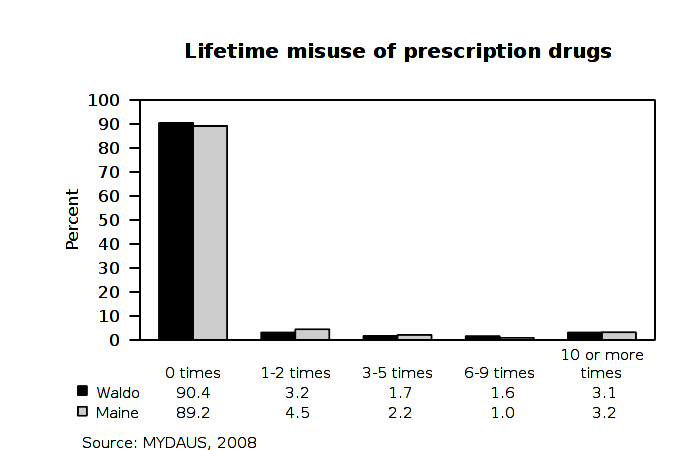 Lifetime misuse of prescription drugs
Percent
100
90
80
70
60
50
40
30
20
10
0
0 times 1-2 times 3-5 times 6-9 times 10 or more times
Waldo 90.4 3.2 1.7 1.6 3.1
Maine 89.2 4.5 2.2 1.0 3.2
Source: MYDAUS, 2008